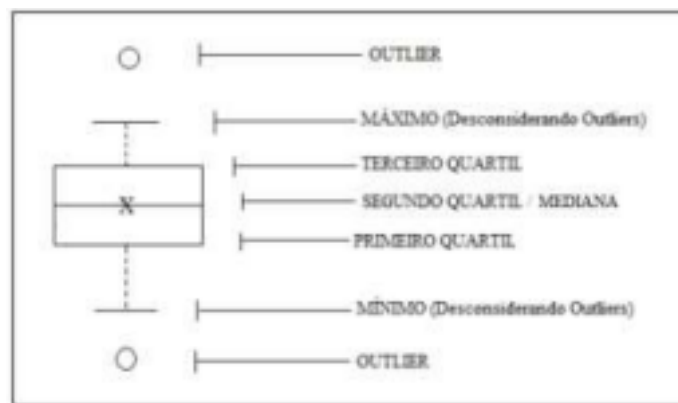 OUTLIER
MÁXIMO (Desconsiderando Outliers)
TERCEIRO QUARTIL
X
SEGUNDO QUARTIL / MEDIANA
PRIMEIRO QUARTIL
MÍNIMO (Desconsiderando Outliers)
OUTLIER